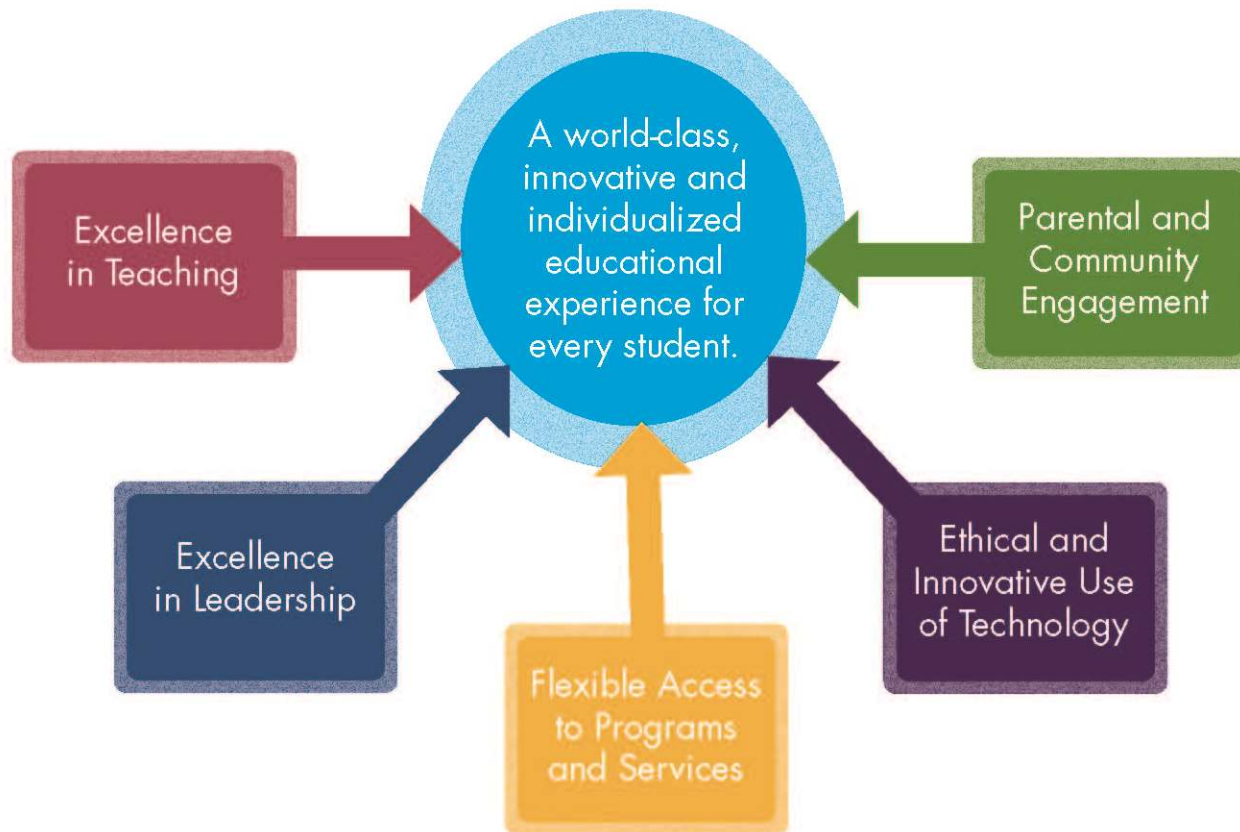 A world-class,
innovative and
individualized
educational
experience for
every student.
Excellence
in Teaching
Parental and
Community
Engagement
Excellence
in Leadership
Ethical and
Innovative Use
of Technology
Flexible Access
to Programs
and Services